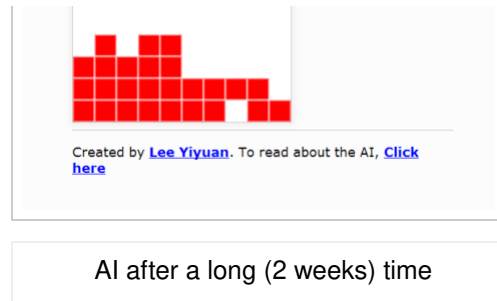 Created by Lee Yiyuan. To read about the AI, Click
here
AI after a long (2 weeks) time